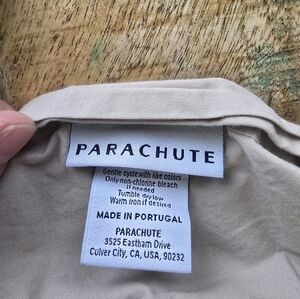 PARACHUTE
Gentle cycle with like colors
Only non-chlorine bleach
if needed
Tumble dry low
Warm iron if desired
MADE IN PORTUGAL
PARACHUTE
3525 Eastham Drive
Culver City, CA, USA, 90232